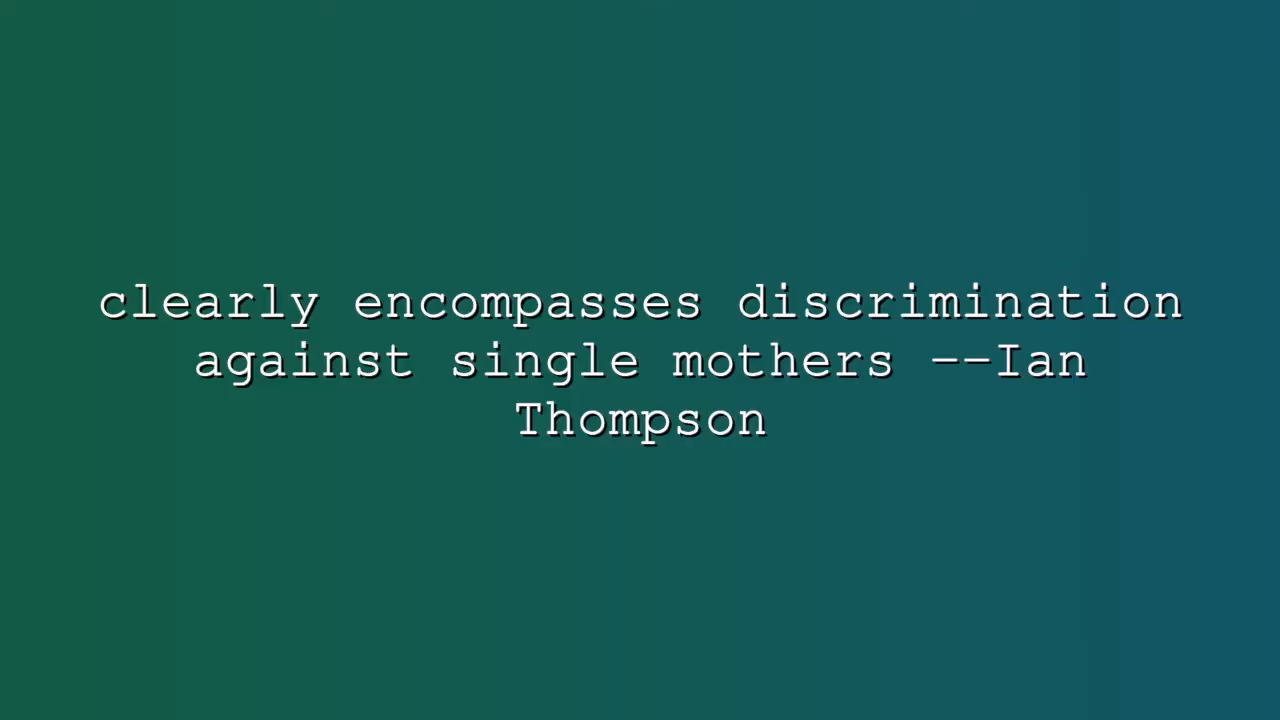 clearly encompasses discrimination
against single mothers --Ian
Thompson